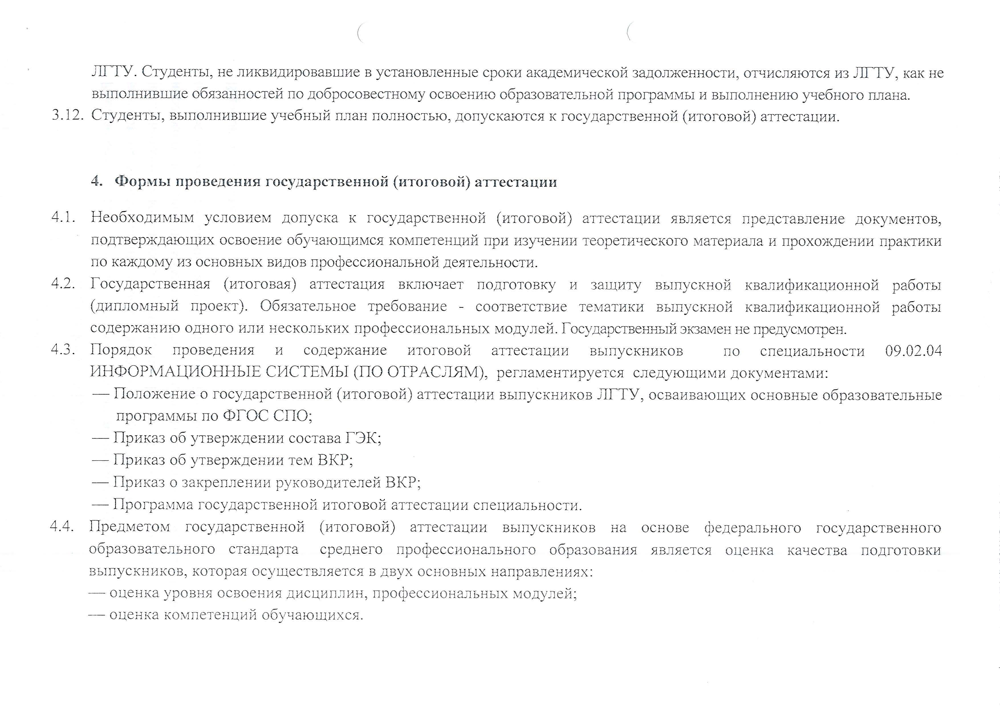 ЛГТУ. Студенты, не ликвидировавшие в установленные сроки академической задолженности, отчисляются из ЛГТУ, как не
выполнившие обязанностей по добросовестному освоению образовательной программы и выполнению учебного плана.
3.12. Студенты, выполнившие учебный план полностью, допускаются к государственной (итоговой) аттестации.
4. Формы проведения государственной (итоговой) аттестации
4.1. Необходимым условием допуска к государственной (итоговой) аттестации является представление документов,
подтверждающих освоение обучающимся компетенций при изучении теоретического материала и прохождении практики
по каждому из основных видов профессиональной деятельности.
4.2. Государственная (итоговая) аттестация включает подготовку и защиту выпускной квалификационной работы
(дипломный проект). Обязательное требование - соответствие тематики выпускной квалификационной работы
содержанию одного или нескольких профессиональных модулей. Государственный экзамен не предусмотрен.
4.3. Порядок проведения и содержание итоговой аттестации выпускников по специальности 09.02.04
ИНФОРМАЦИОННЫЕ СИСТЕМЫ (ПО ОТРАСЛЯМ), регламентируется следующими документами:
— Положение о государственной (итоговой) аттестации выпускников ЛГТУ, осваивающих основные образовательные
программы по ФГОС СПО;
— Приказ об утверждении состава ГЭК;
— Приказ об утверждении тем ВКР;
— Приказ о закреплении руководителей ВКР;
— Программа государственной итоговой аттестации специальности.
4.4. Предметом государственной (итоговой) аттестации выпускников на основе федерального государственного
образовательного стандарта среднего профессионального образования является оценка качества подготовки
выпускников, которая осуществляется в двух основных направлениях:
— оценка уровня освоения дисциплин, профессиональных модулей;
— оценка компетенций обучающихся.